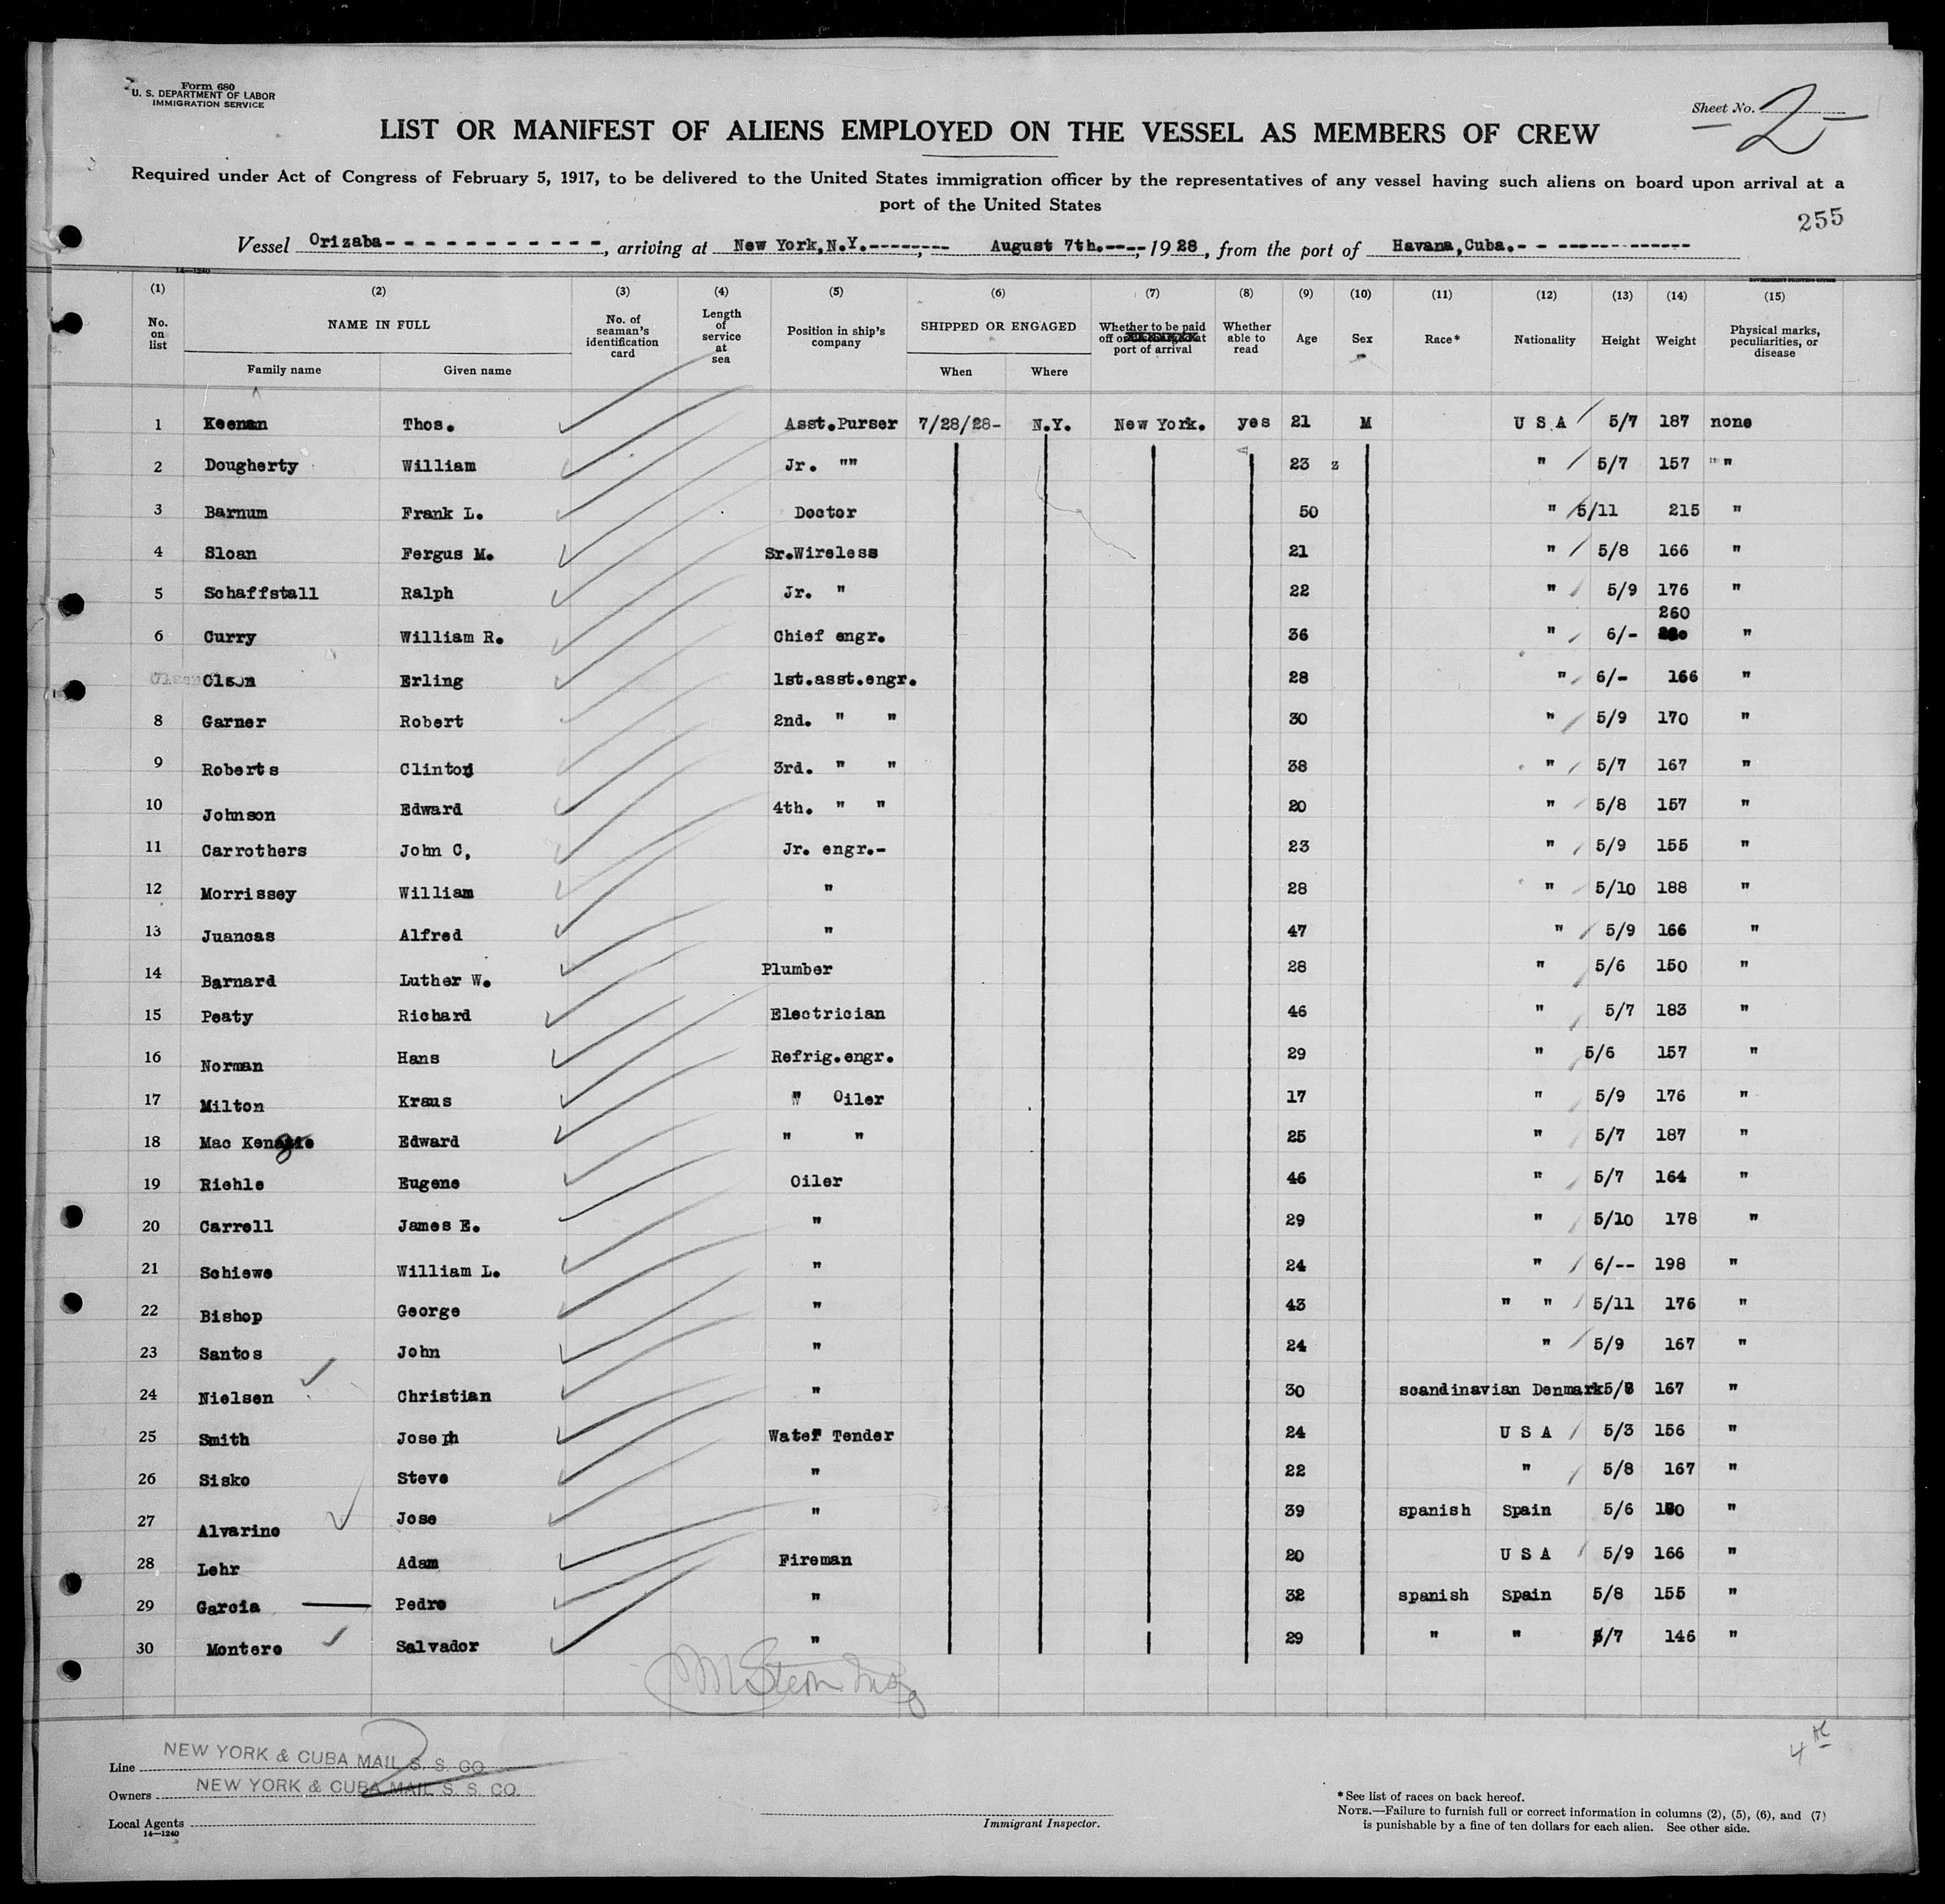 Form 680
U. S. DEPARTMENT OF LABOR
IMMIGRATION SERVICE
Sheet No. 2
LIST OR MANIFEST OF ALIENS EMPLOYED ON THE VESSEL AS MEMBERS OF CREW
Required under Act of Congress of February 5, 1917, to be delivered to the United States immigration officer by the representatives of any vessel having such aliens on board upon arrival at a
port of the United States
255
Vessel Orizaba- - - - - - - - - - - -, arriving at New York,N.Y.--------, August 7th.----, 1928, from the port of Havana,Cuba.- - -------------
14—1240
(1) (2) (3) (4) (5) (6) (7) (8) (9) (10) (11) (12) (13) (14) (15)
No. on list NAME IN FULL No. of seaman's identification card Length of service at sea Position in ship's company SHIPPED OR ENGAGED Whether to be paid off or at port of arrival Whether able to read Age Sex Race* Nationality Height Weight Physical marks, peculiarities, or disease
Family name Given name When Where
1 Keenan Thos. Asst.Purser 7/28/28- N.Y. New York. yes 21 M U S A 5/7 187 none
2 Dougherty William Jr. "" 23 z " 5/7 157 " "
3 Barnum Frank L. Doctor 50 " 5/11 215 "
4 Sloan Fergus M. Sr.Wireless 21 " 5/8 166 "
5 Schaffstall Ralph Jr. " 22 " 5/9 176 "
260
6 Curry William R. Chief engr. 36 " 6/- "
Olsen Olson Erling 1st.asst.engr. 28 " 6/- 166 "
8 Garner Robert 2nd. " " 30 " 5/9 170 "
9 Roberts Clinton 3rd. " " 38 " 5/7 167 "
10 Johnson Edward 4th. " " 20 " 5/8 157 "
11 Carrothers John C, Jr. engr.- 23 " 5/9 155 "
12 Morrissey William " 28 " 5/10 188 "
13 Juancas Alfred " 47 " 5/9 166 "
14 Barnard Luther W. Plumber 28 " 5/6 150 "
15 Peaty Richard Electrician 46 " 5/7 183 "
16 Norman Hans Refrig.engr. 29 " 5/6 157 "
17 Milton Kraus " Oiler 17 " 5/9 176 "
18 Mac Kenzie Edward " " 25 " 5/7 187 "
19 Riehle Eugene Oiler 46 " 5/7 164 "
20 Carrell James E. " 29 " 5/10 178 "
21 Schiewe William L. " 24 " 6/-- 198 "
22 Bishop George " 43 " " 5/11 176 "
23 Santos John " 24 " 5/9 167 "
24 Nielsen Christian " 30 scandinavian Denmark 5/8 167 "
25 Smith Joseph Water Tender 24 U S A 5/3 156 "
26 Sisko Steve " 22 " 5/8 167 "
27 Alvarino Jose " 39 spanish Spain 5/6 "
28 Lehr Adam Fireman 20 U S A 5/9 166 "
29 Garcia Pedro " 32 spanish Spain 5/8 155 "
30 Montero Salvador " 29 " " 5/7 146 "
4
Line NEW YORK & CUBA MAIL S. S. CO.
Owners NEW YORK & CUBA MAIL S. S. CO.
Local Agents
14—1240
Immigrant Inspector.
* See list of races on back hereof.
NOTE.—Failure to furnish full or correct information in columns (2), (5), (6), and (7)
is punishable by a fine of ten dollars for each alien. See other side.